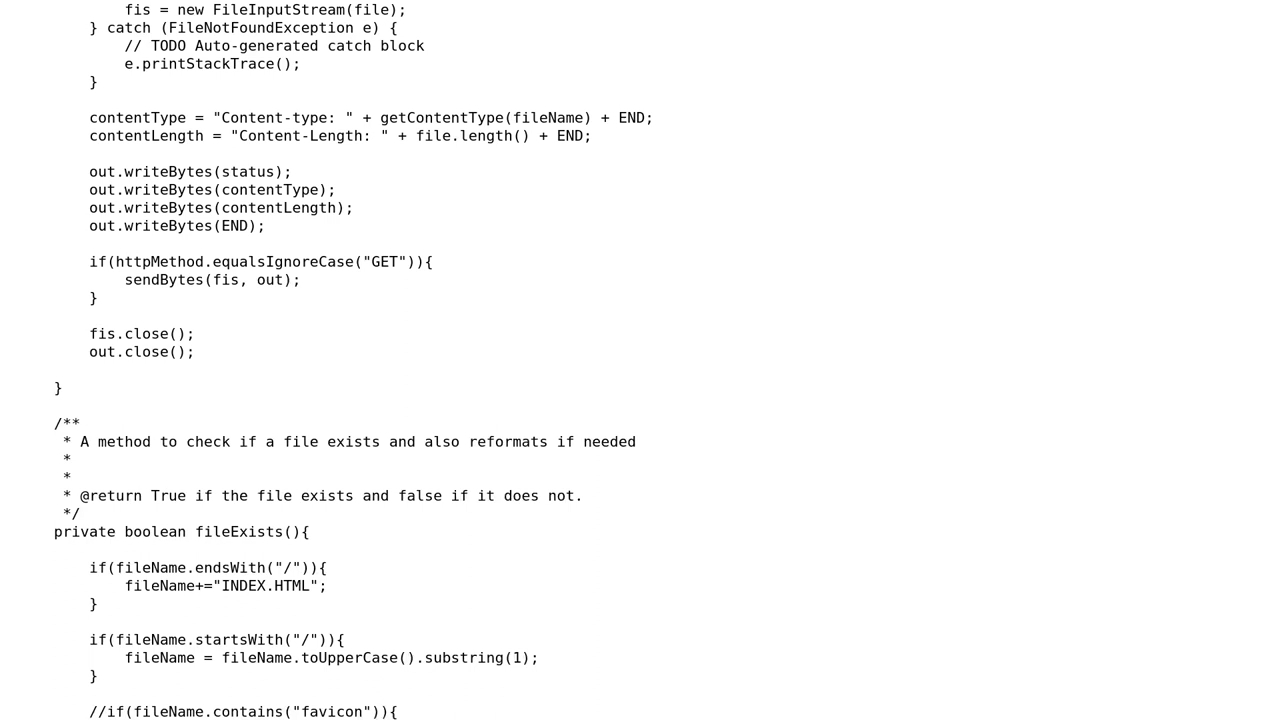 fis = new FileInputStream(file);
    } catch (FileNotFoundException e) {
        // TODO Auto-generated catch block
        e.printStackTrace();
    }

    contentType = "Content-type: " + getContentType(fileName) + END;
    contentLength = "Content-Length: " + file.length() + END;

    out.writeBytes(status);
    out.writeBytes(contentType);
    out.writeBytes(contentLength);
    out.writeBytes(END);

    if(httpMethod.equalsIgnoreCase("GET")){
        sendBytes(fis, out);
    }

    fis.close();
    out.close();

}

/**
 * A method to check if a file exists and also reformats if needed
 *
 *
 * @return True if the file exists and false if it does not.
 */
private boolean fileExists(){

    if(fileName.endsWith("/")){
        fileName+="INDEX.HTML";
    }

    if(fileName.startsWith("/")){
        fileName = fileName.toUpperCase().substring(1);
    }

    //if(fileName.contains("favicon")){